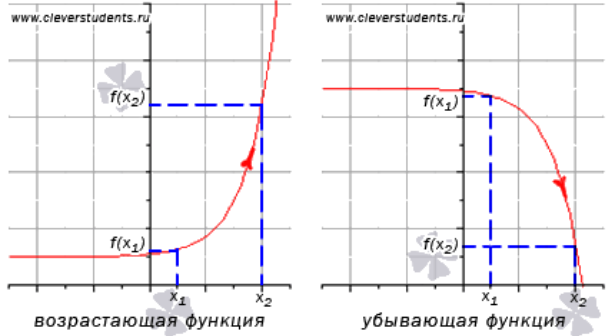 www.cleverstudents.ru
f(x₂)
f(x₁)
x₁ x₂
возрастающая функция
www.cleverstudents.ru
f(x₁)
f(x₂)
x₁ x₂
убывающая функция